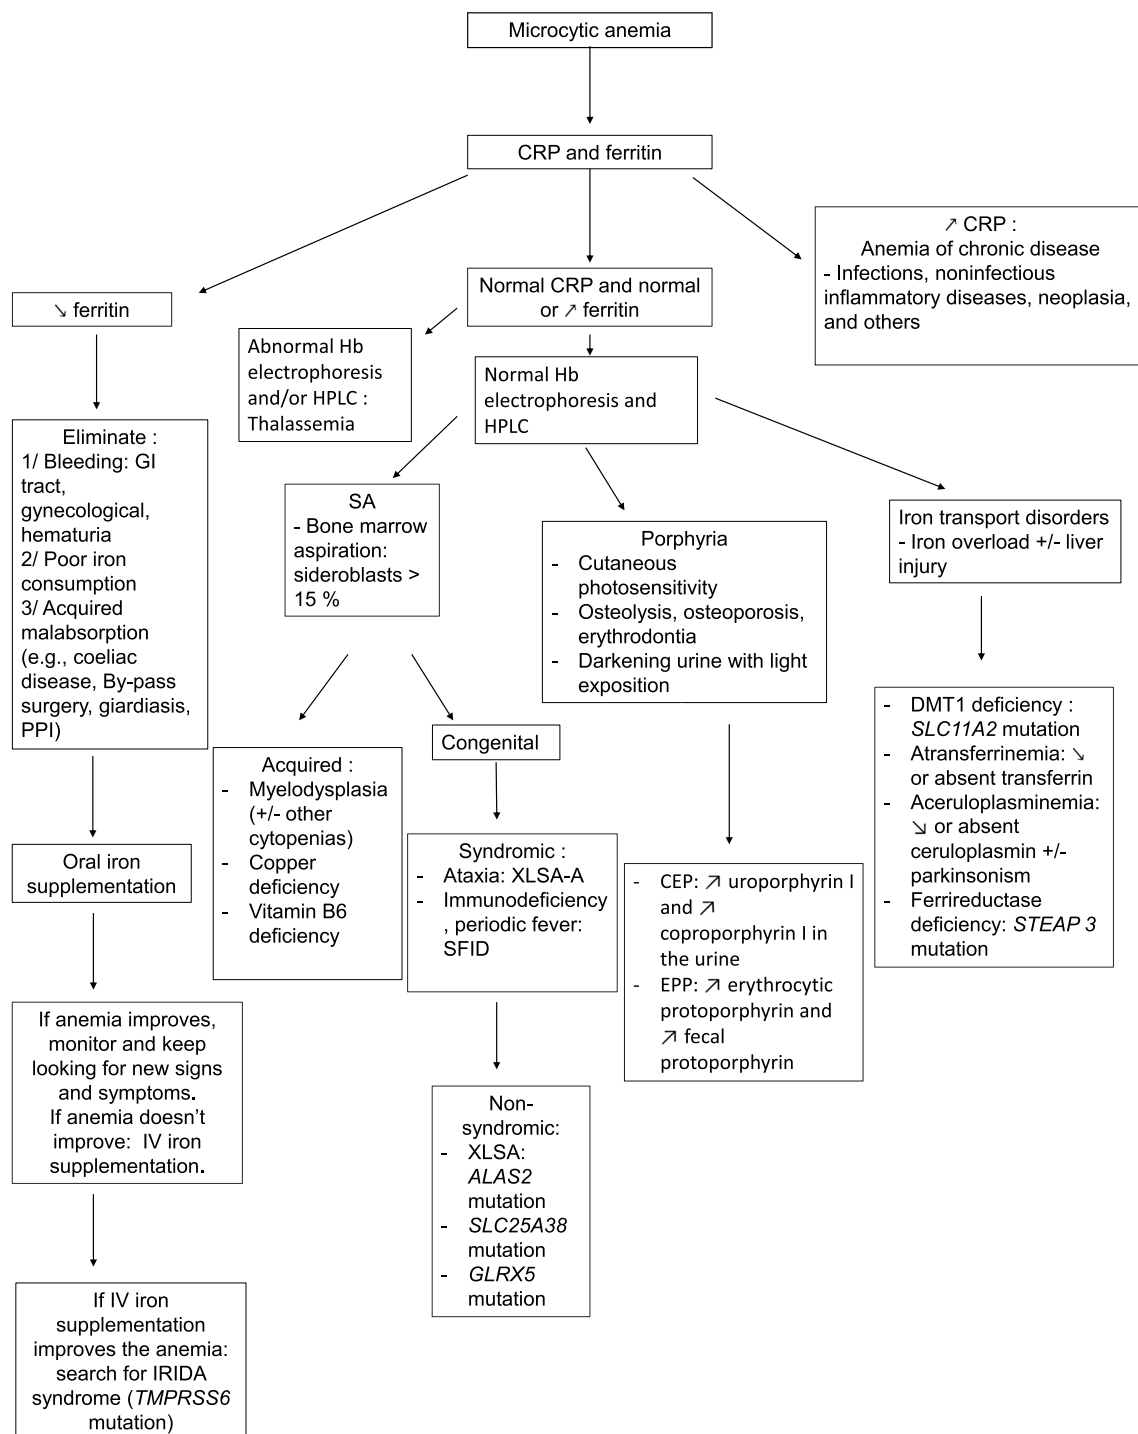 Microcytic anemia
CRP and ferritin
↗ CRP :
Anemia of chronic disease
- Infections, noninfectious
inflammatory diseases, neoplasia,
and others
Normal CRP and normal
or ↗ ferritin
↘ ferritin
Abnormal Hb
electrophoresis
and/or HPLC :
Thalassemia
Normal Hb
electrophoresis and
HPLC
Eliminate :
1/ Bleeding: GI
tract,
gynecological,
hematuria
2/ Poor iron
consumption
3/ Acquired
malabsorption
(e.g., coeliac
disease, By-pass
surgery, giardiasis,
PPI)
SA
- Bone marrow
aspiration:
sideroblasts >
15 %
Porphyria
- Cutaneous
photosensitivity
- Osteolysis, osteoporosis,
erythrodontia
- Darkening urine with light
exposition
Iron transport disorders
- Iron overload +/- liver
injury
- DMT1 deficiency :
SLC11A2 mutation
- Atransferrinemia: ↘
or absent transferrin
- Aceruloplasminemia:
↘ or absent
ceruloplasmin +/-
parkinsonism
- Ferrireductase
deficiency: STEAP 3
mutation
Congenital
Acquired :
- Myelodysplasia
(+/- other
cytopenias)
- Copper
deficiency
- Vitamin B6
deficiency
Syndromic :
- Ataxia: XLSA-A
- Immunodeficiency
, periodic fever:
SFID
Oral iron
supplementation
- CEP: ↗ uroporphyrin I
and ↗
coproporphyrin I in
the urine
- EPP: ↗ erythrocytic
protoporphyrin and
↗ fecal
protoporphyrin
If anemia improves,
monitor and keep
looking for new signs
and symptoms.
If anemia doesn't
improve: IV iron
supplementation.
Non-
syndromic:
- XLSA:
ALAS2
mutation
- SLC25A38
mutation
- GLRX5
mutation
If IV iron
supplementation
improves the anemia:
search for IRIDA
syndrome (TMPRSS6
mutation)